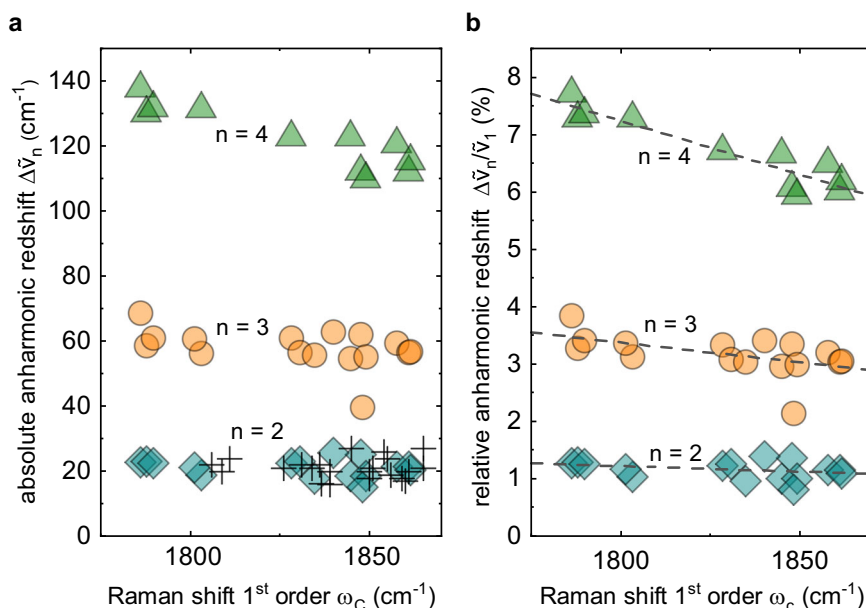 a
absolute anharmonic redshift Δṽₙ (cm⁻¹)
140
120
100
80
60
40
20
0
n = 4
n = 3
n = 2
1800
1850
Raman shift 1ˢᵗ order ω_C (cm⁻¹)
b
relative anharmonic redshift Δṽₙ/ṽ₁ (%)
8
7
6
5
4
3
2
1
0
n = 4
n = 3
n = 2
1800
1850
Raman shift 1ˢᵗ order ω_c (cm⁻¹)